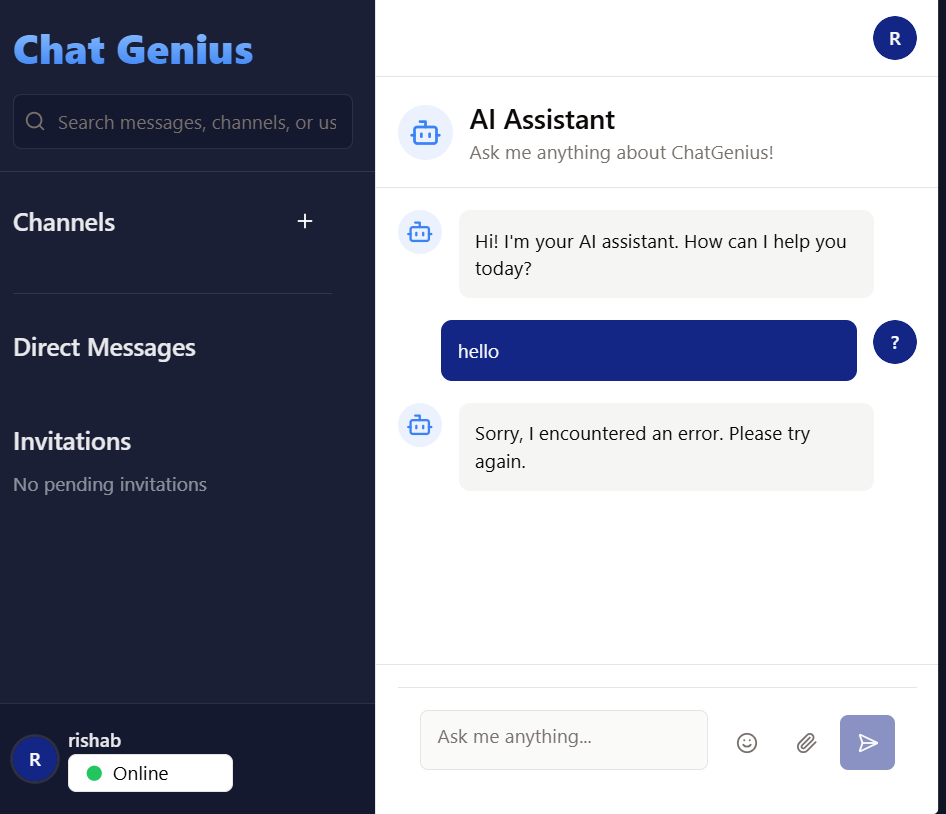 Chat Genius
Search messages, channels, or us
Channels
+
Direct Messages
Invitations
No pending invitations
R
rishab
Online
R
AI Assistant
Ask me anything about ChatGenius!
Hi! I'm your AI assistant. How can I help you
today?
hello
?
Sorry, I encountered an error. Please try
again.
Ask me anything...